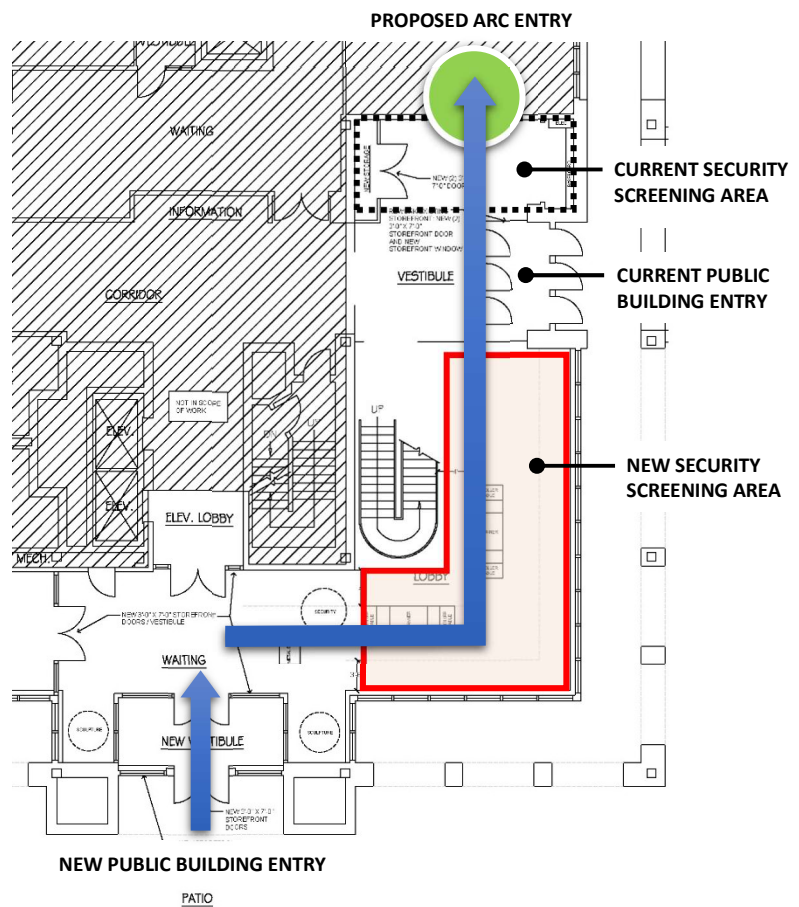 PROPOSED ARC ENTRY
WAITING
NEW STORAGE
NEW (2) 3'
7'0" DOOR
CURRENT SECURITY
SCREENING AREA
INFORMATION
STOREFRONT NEW (2)
3'0" X 7'0"
STOREFRONT DOOR
AND NEW
STOREFRONT WINDOW
VESTIBULE
CURRENT PUBLIC
BUILDING ENTRY
CORRIDOR
NOT IN SCOPE
OF WORK
UP
UP
DN
ELEV.
ELEV.
NEW SECURITY
SCREENING AREA
ELEV. LOBBY
MECH.
LOBBY
NEW 3'-0" X 7'-0" STOREFRONT
DOORS / VESTIBULE
SECURITY
WAITING
SCULPTURE
NEW VESTIBULE
SCULPTURE
NEW 3'0" X 7'0"
STOREFRONT
DOORS
NEW PUBLIC BUILDING ENTRY
PATIO